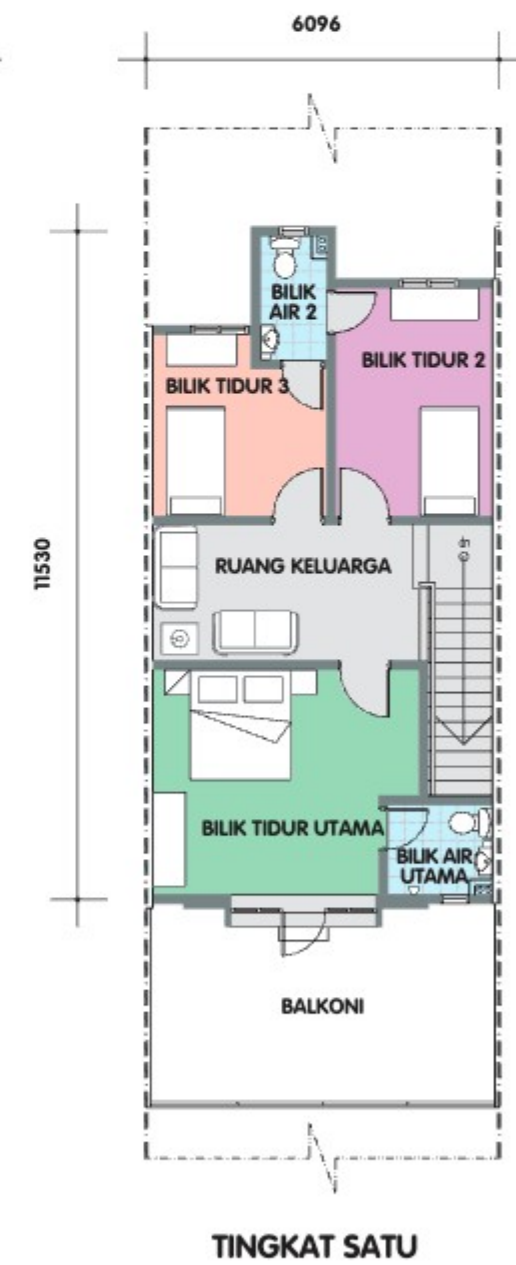 6096
BILIK
AIR 2
BILIK TIDUR 2
BILIK TIDUR 3
11530
RUANG KELUARGA
BILIK TIDUR UTAMA
BILIK AIR
UTAMA
BALKONI
TINGKAT SATU